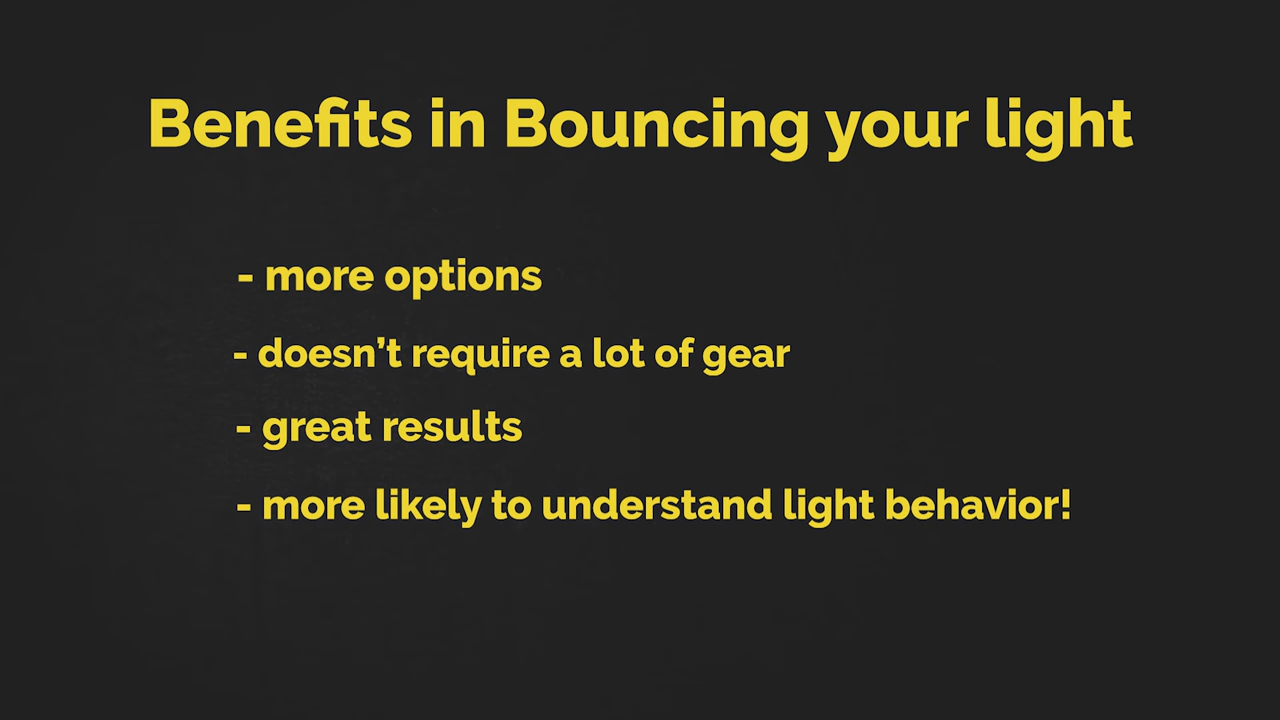 Benefits in Bouncing your light
- more options
- doesn’t require a lot of gear
- great results
- more likely to understand light behavior!